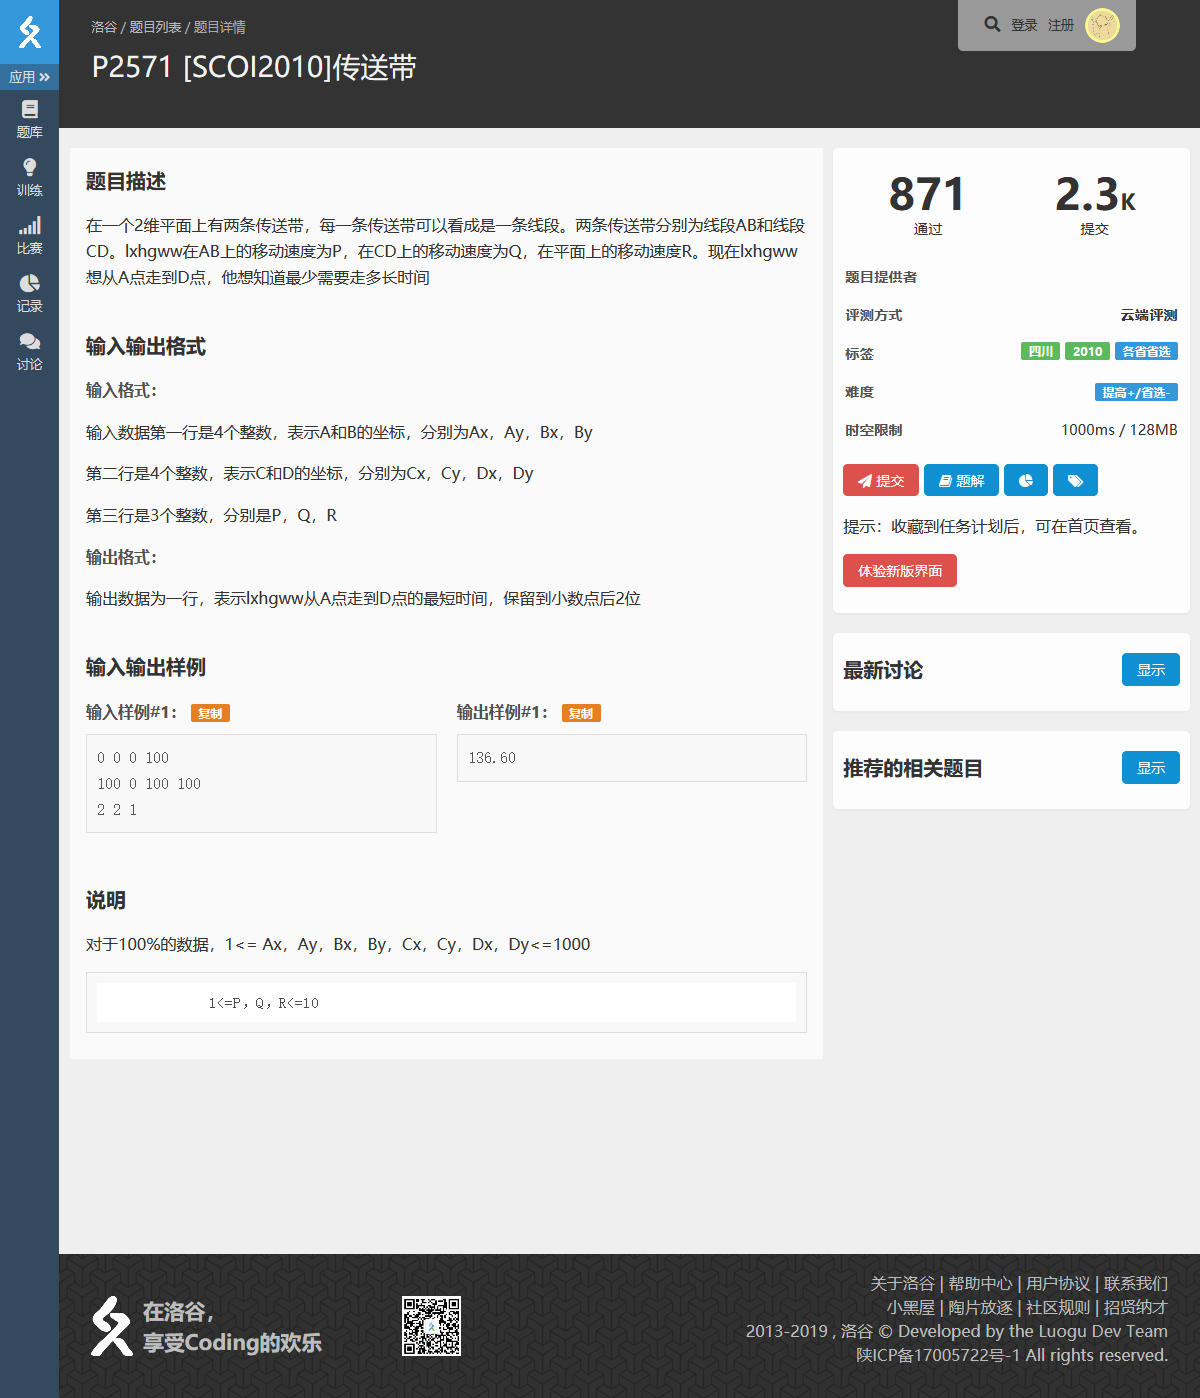 洛谷 / 题目列表 / 题目详情
P2571 [SCOI2010]传送带
登录 注册
应用
题库
训练
比赛
记录
讨论
题目描述
在一个2维平面上有两条传送带，每一条传送带可以看成是一条线段。两条传送带分别为线段AB和线段
CD。lxhgww在AB上的移动速度为P，在CD上的移动速度为Q，在平面上的移动速度R。现在lxhgww
想从A点走到D点，他想知道最少需要走多长时间
输入输出格式
输入格式：
输入数据第一行是4个整数，表示A和B的坐标，分别为Ax，Ay，Bx，By
第二行是4个整数，表示C和D的坐标，分别为Cx，Cy，Dx，Dy
第三行是3个整数，分别是P，Q，R
输出格式：
输出数据为一行，表示lxhgww从A点走到D点的最短时间，保留到小数点后2位
输入输出样例
输入样例#1： 复制
0 0 0 100
100 0 100 100
2 2 1
输出样例#1： 复制
136.60
说明
对于100%的数据，1<= Ax，Ay，Bx，By，Cx，Cy，Dx，Dy<=1000
1<=P，Q，R<=10
871
通过
2.3K
提交
题目提供者
评测方式 云端评测
标签 四川 2010 各省省选
难度 提高+/省选-
时空限制 1000ms / 128MB
提交 题解
提示：收藏到任务计划后，可在首页查看。
体验新版界面
最新讨论 显示
推荐的相关题目 显示
在洛谷，
享受Coding的欢乐
关于洛谷 | 帮助中心 | 用户协议 | 联系我们
小黑屋 | 陶片放逐 | 社区规则 | 招贤纳才
2013-2019 , 洛谷 © Developed by the Luogu Dev Team
陕ICP备17005722号-1 All rights reserved.